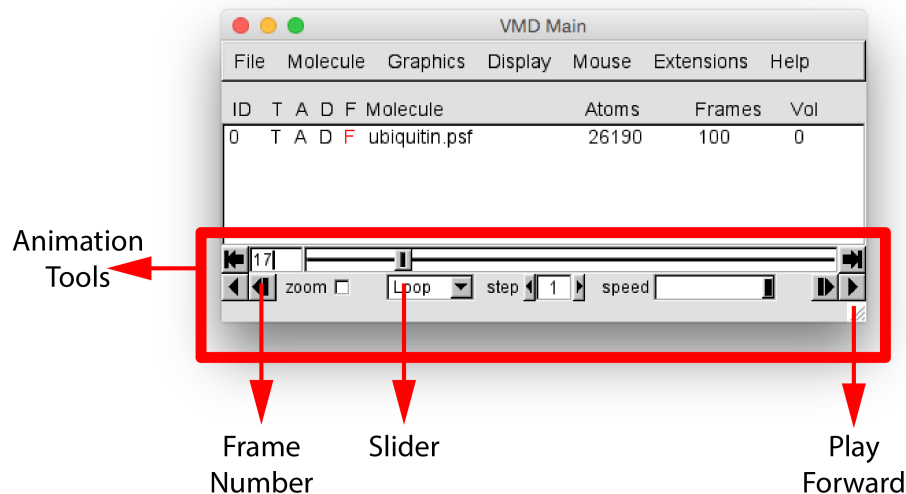 VMD Main
File Molecule Graphics Display Mouse Extensions Help
ID T A D F Molecule Atoms Frames Vol
0 T A D F ubiquitin.psf 26190 100 0
Animation
Tools
17
zoom Loop step 1 speed
Frame
Number
Slider
Play
Forward